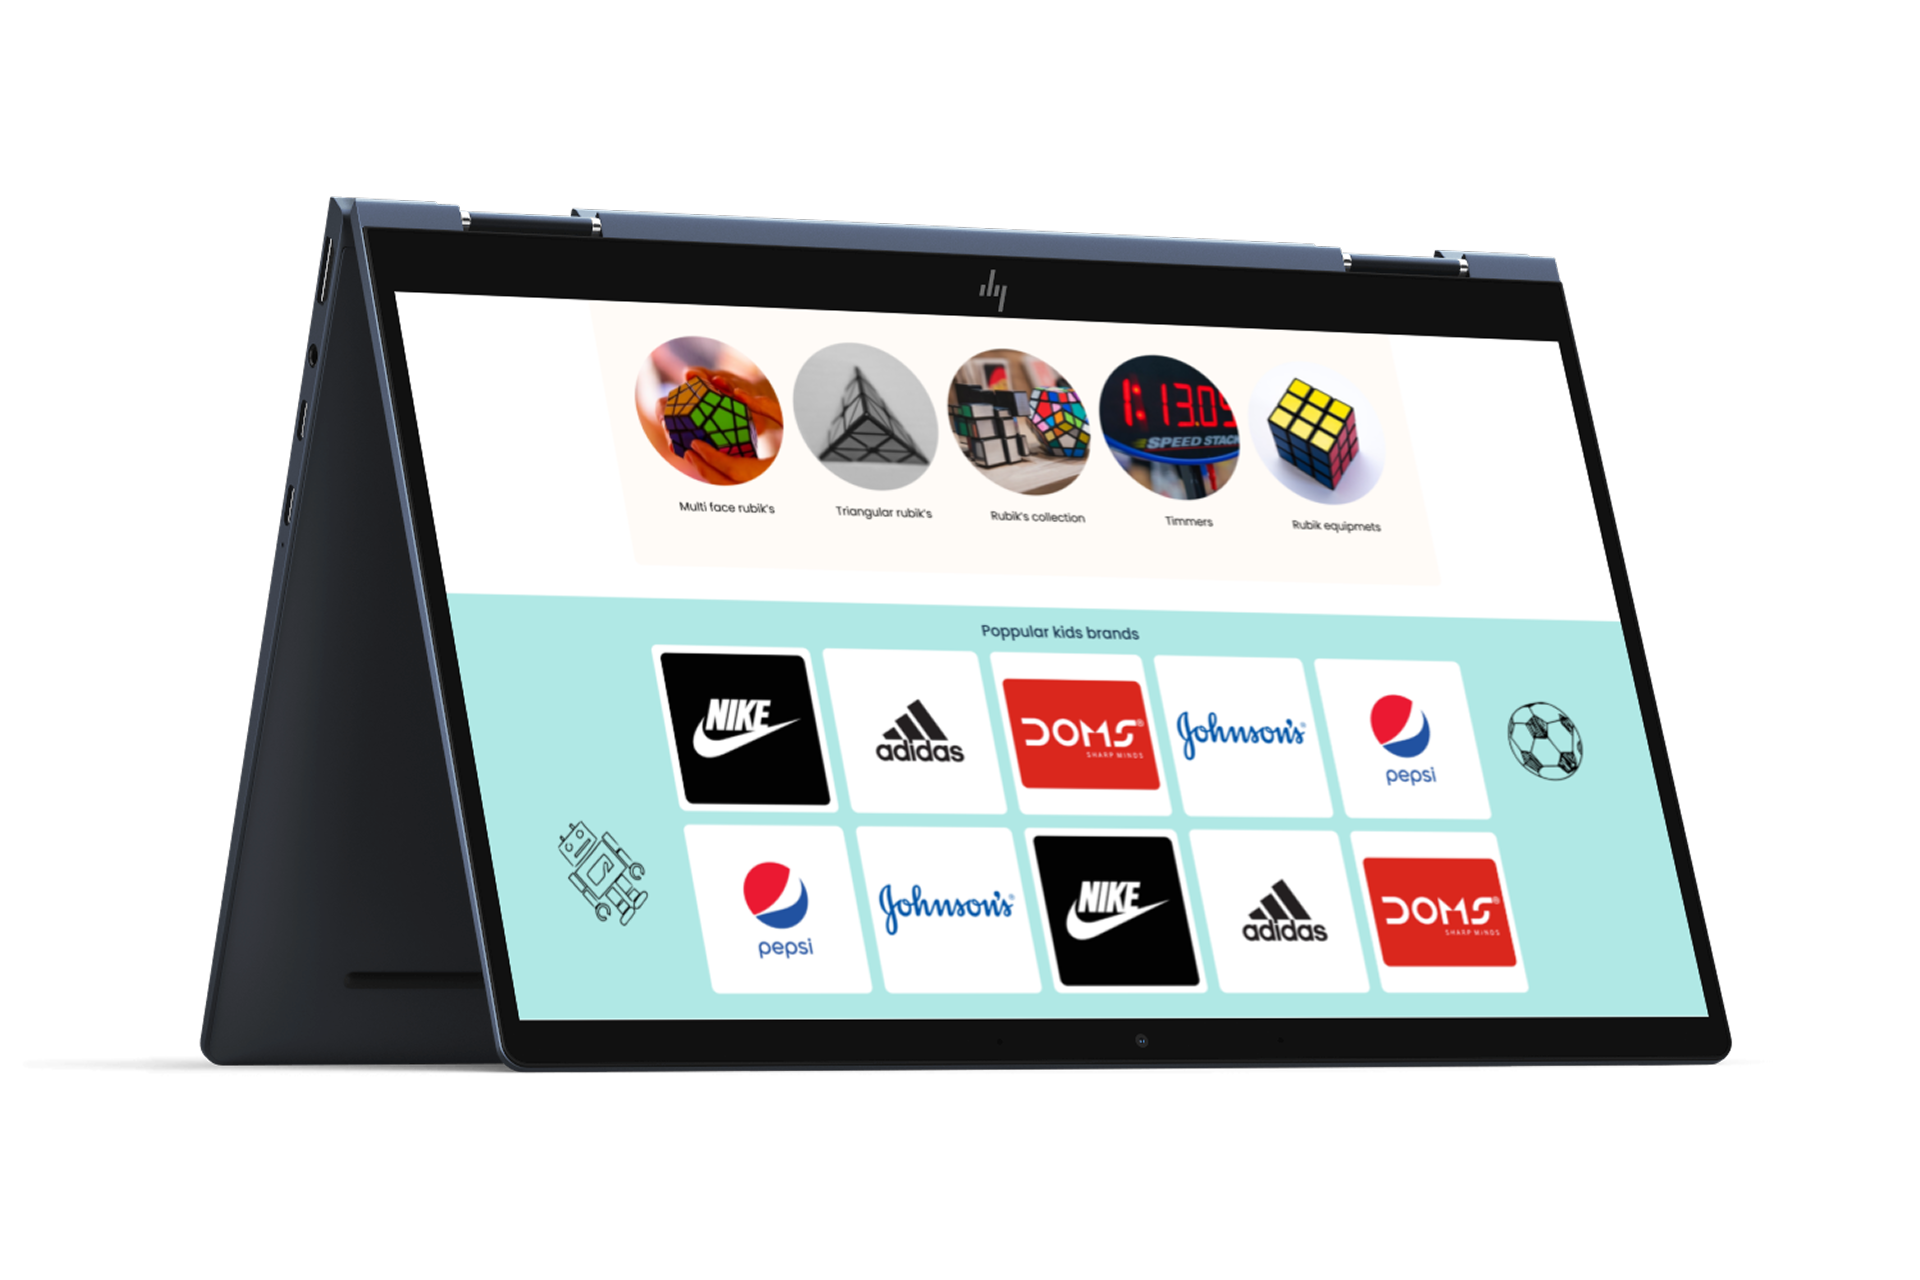 hp
1:13.05
SPEED STACK
Multi face rubik's
Triangular rubik's
Rubik's collection
Timmers
Rubik equipmets
Poppular kids brands
NIKE
adidas
DOMS®
SHARP MINDS
Johnson's®
pepsi
pepsi
Johnson's®
NIKE
adidas
DOMS®
SHARP MINDS